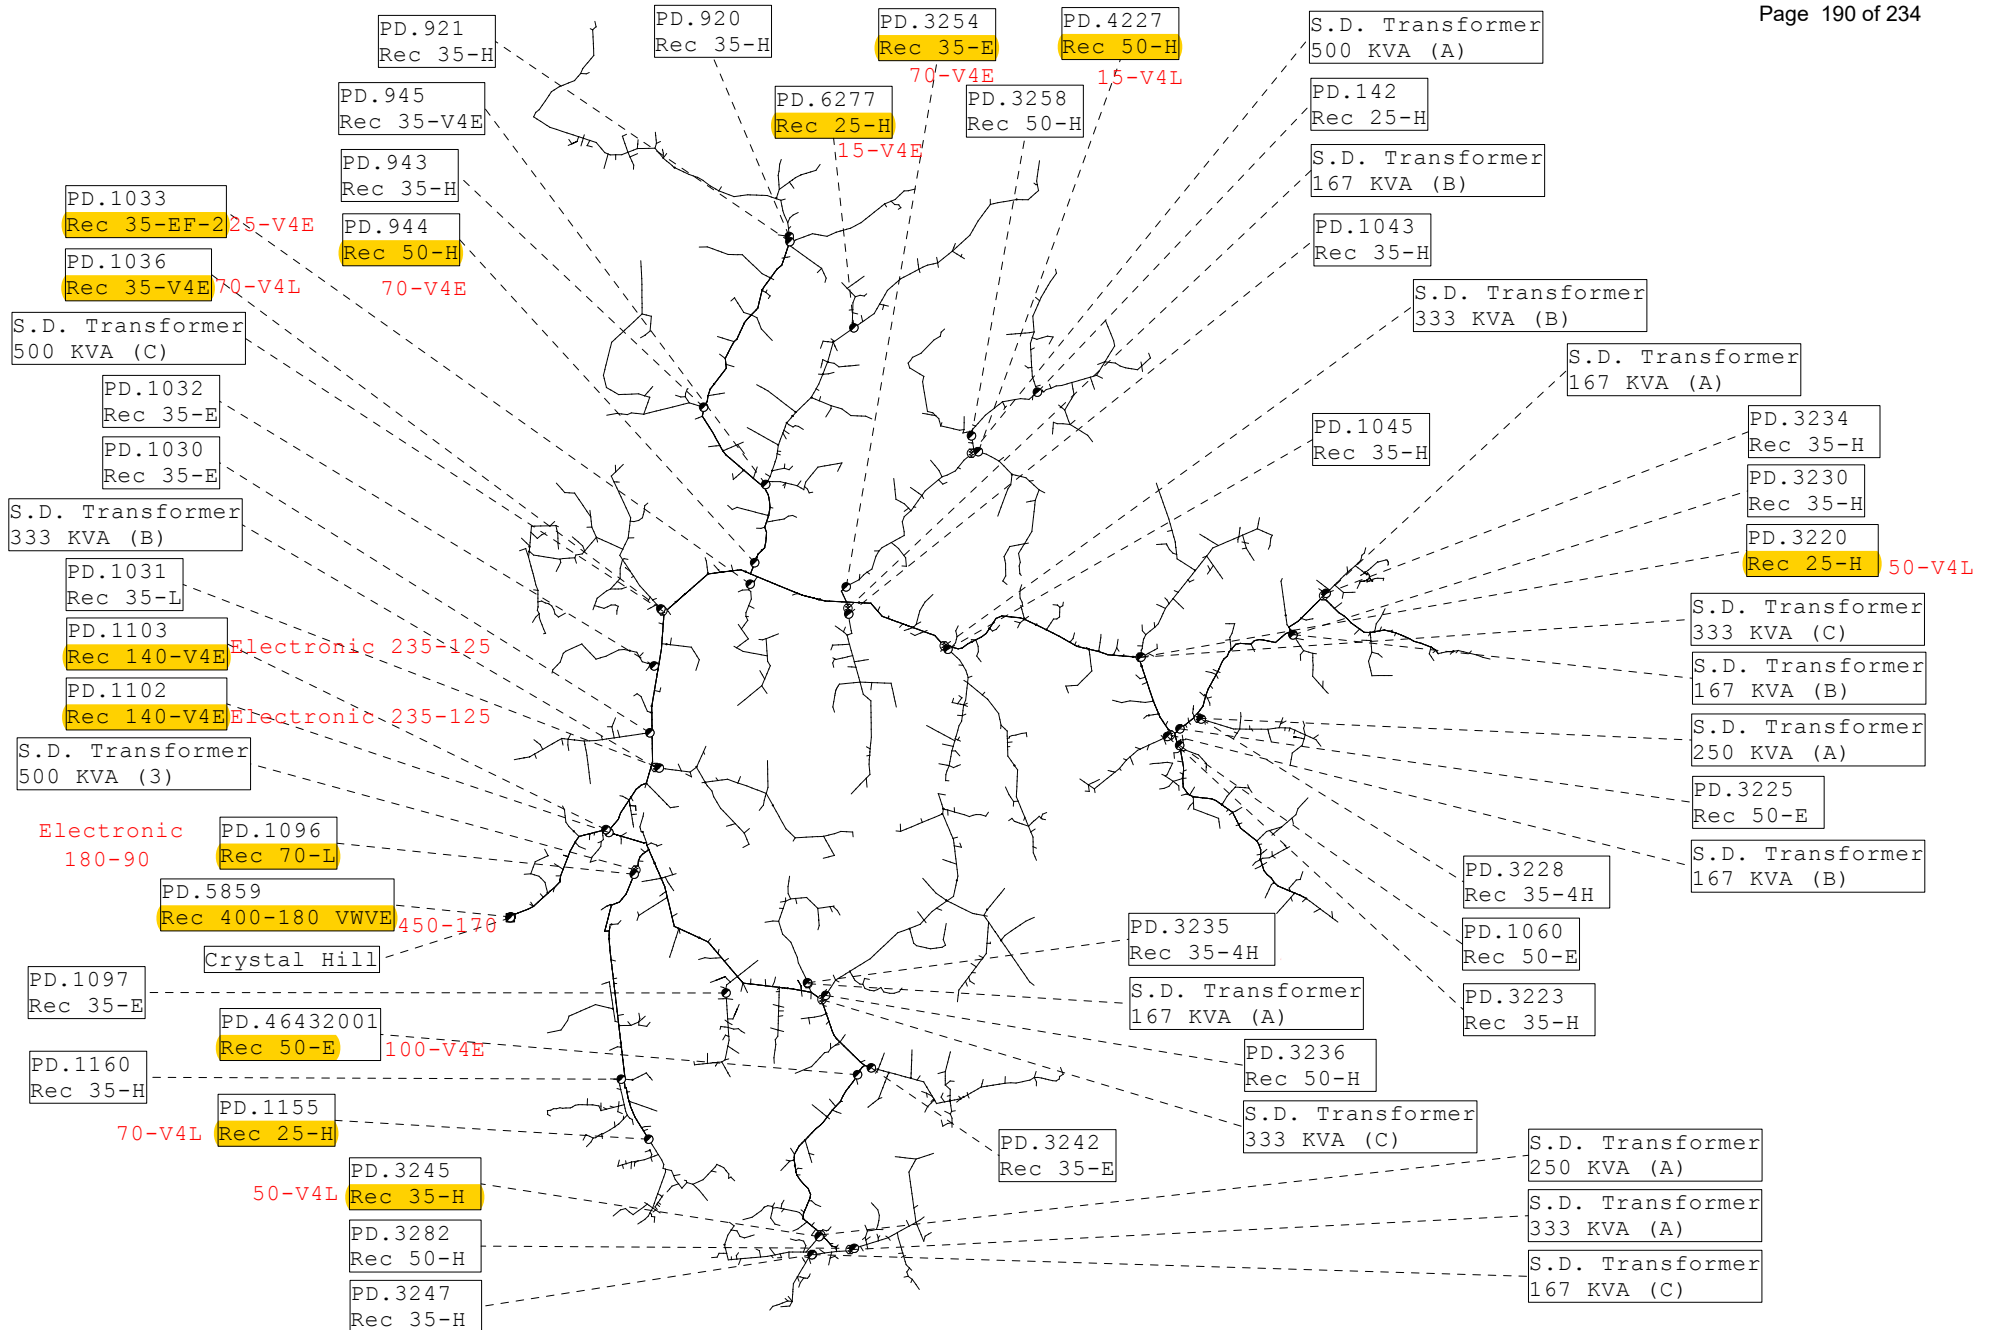 Page 190 of 234
PD.921
Rec 35-H
PD.920
Rec 35-H
PD.3254
Rec 35-E
70-V4E
PD.4227
Rec 50-H
15-V4L
S.D. Transformer
500 KVA (A)
PD.945
Rec 35-V4E
PD.6277
Rec 25-H
15-V4E
PD.3258
Rec 50-H
PD.142
Rec 25-H
PD.943
Rec 35-H
S.D. Transformer
167 KVA (B)
PD.1033
Rec 35-EF-2
25-V4E
PD.944
Rec 50-H
70-V4E
PD.1043
Rec 35-H
PD.1036
Rec 35-V4E
70-V4L
S.D. Transformer
333 KVA (B)
S.D. Transformer
500 KVA (C)
S.D. Transformer
167 KVA (A)
PD.1032
Rec 35-E
PD.1045
Rec 35-H
PD.3234
Rec 35-H
PD.1030
Rec 35-E
PD.3230
Rec 35-H
S.D. Transformer
333 KVA (B)
PD.3220
Rec 25-H
50-V4L
PD.1031
Rec 35-L
S.D. Transformer
333 KVA (C)
PD.1103
Rec 140-V4E
Electronic 235-125
S.D. Transformer
167 KVA (B)
PD.1102
Rec 140-V4E
Electronic 235-125
S.D. Transformer
250 KVA (A)
S.D. Transformer
500 KVA (3)
PD.3225
Rec 50-E
Electronic
180-90
PD.1096
Rec 70-L
S.D. Transformer
167 KVA (B)
PD.5859
Rec 400-180 VWVE
450-170
PD.3228
Rec 35-4H
Crystal Hill
PD.3235
Rec 35-4H
PD.1060
Rec 50-E
PD.1097
Rec 35-E
S.D. Transformer
167 KVA (A)
PD.3223
Rec 35-H
PD.46432001
Rec 50-E
100-V4E
PD.3236
Rec 50-H
PD.1160
Rec 35-H
PD.1155
Rec 25-H
70-V4L
S.D. Transformer
333 KVA (C)
PD.3242
Rec 35-E
S.D. Transformer
250 KVA (A)
PD.3245
Rec 35-H
50-V4L
S.D. Transformer
333 KVA (A)
PD.3282
Rec 50-H
S.D. Transformer
167 KVA (C)
PD.3247
Rec 35-H